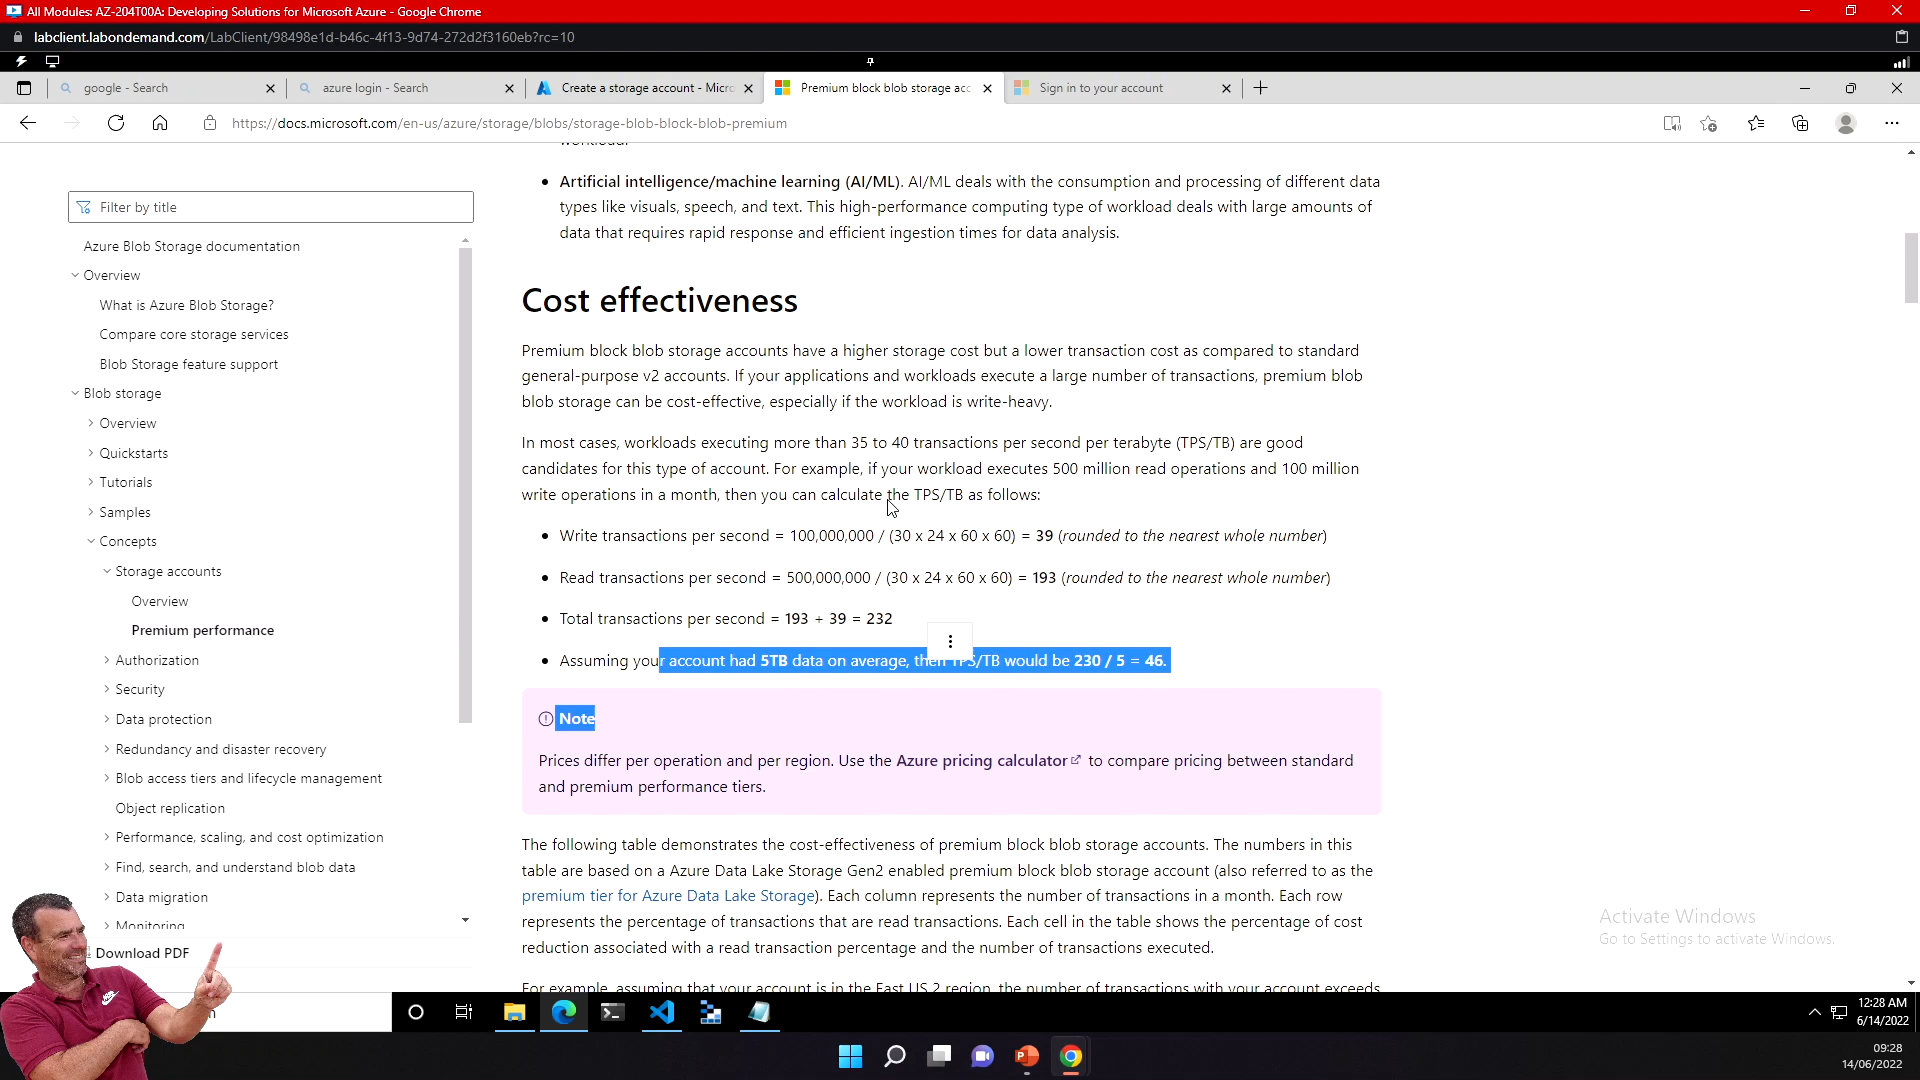 All Modules: AZ-204T00A: Developing Solutions for Microsoft Azure - Google Chrome
labclient.labondemand.com/LabClient/98498e1d-b46c-4f13-9d74-272d2f3160eb?rc=10
google - Search
azure login - Search
Create a storage account - Micro
Premium block blob storage acc
Sign in to your account
https://docs.microsoft.com/en-us/azure/storage/blobs/storage-blob-block-blob-premium
Filter by title
Azure Blob Storage documentation
Overview
What is Azure Blob Storage?
Compare core storage services
Blob Storage feature support
Blob storage
Overview
Quickstarts
Tutorials
Samples
Concepts
Storage accounts
Overview
Premium performance
Authorization
Security
Data protection
Redundancy and disaster recovery
Blob access tiers and lifecycle management
Object replication
Performance, scaling, and cost optimization
Find, search, and understand blob data
Data migration
Monitoring
Download PDF
workload.
Artificial intelligence/machine learning (AI/ML). AI/ML deals with the consumption and processing of different data
types like visuals, speech, and text. This high-performance computing type of workload deals with large amounts of
data that requires rapid response and efficient ingestion times for data analysis.
Cost effectiveness
Premium block blob storage accounts have a higher storage cost but a lower transaction cost as compared to standard
general-purpose v2 accounts. If your applications and workloads execute a large number of transactions, premium blob
blob storage can be cost-effective, especially if the workload is write-heavy.
In most cases, workloads executing more than 35 to 40 transactions per second per terabyte (TPS/TB) are good
candidates for this type of account. For example, if your workload executes 500 million read operations and 100 million
write operations in a month, then you can calculate the TPS/TB as follows:
Write transactions per second = 100,000,000 / (30 x 24 x 60 x 60) = 39 (rounded to the nearest whole number)
Read transactions per second = 500,000,000 / (30 x 24 x 60 x 60) = 193 (rounded to the nearest whole number)
Total transactions per second = 193 + 39 = 232
Assuming your account had 5TB data on average, then TPS/TB would be 230 / 5 = 46.
Note
Prices differ per operation and per region. Use the Azure pricing calculator to compare pricing between standard
and premium performance tiers.
The following table demonstrates the cost-effectiveness of premium block blob storage accounts. The numbers in this
table are based on a Azure Data Lake Storage Gen2 enabled premium block blob storage account (also referred to as the
premium tier for Azure Data Lake Storage). Each column represents the number of transactions in a month. Each row
represents the percentage of transactions that are read transactions. Each cell in the table shows the percentage of cost
reduction associated with a read transaction percentage and the number of transactions executed.
For example, assuming that your account is in the East US 2 region, the number of transactions with your account exceeds
Activate Windows
Go to Settings to activate Windows.
12:28 AM
6/14/2022
09:28
14/06/2022